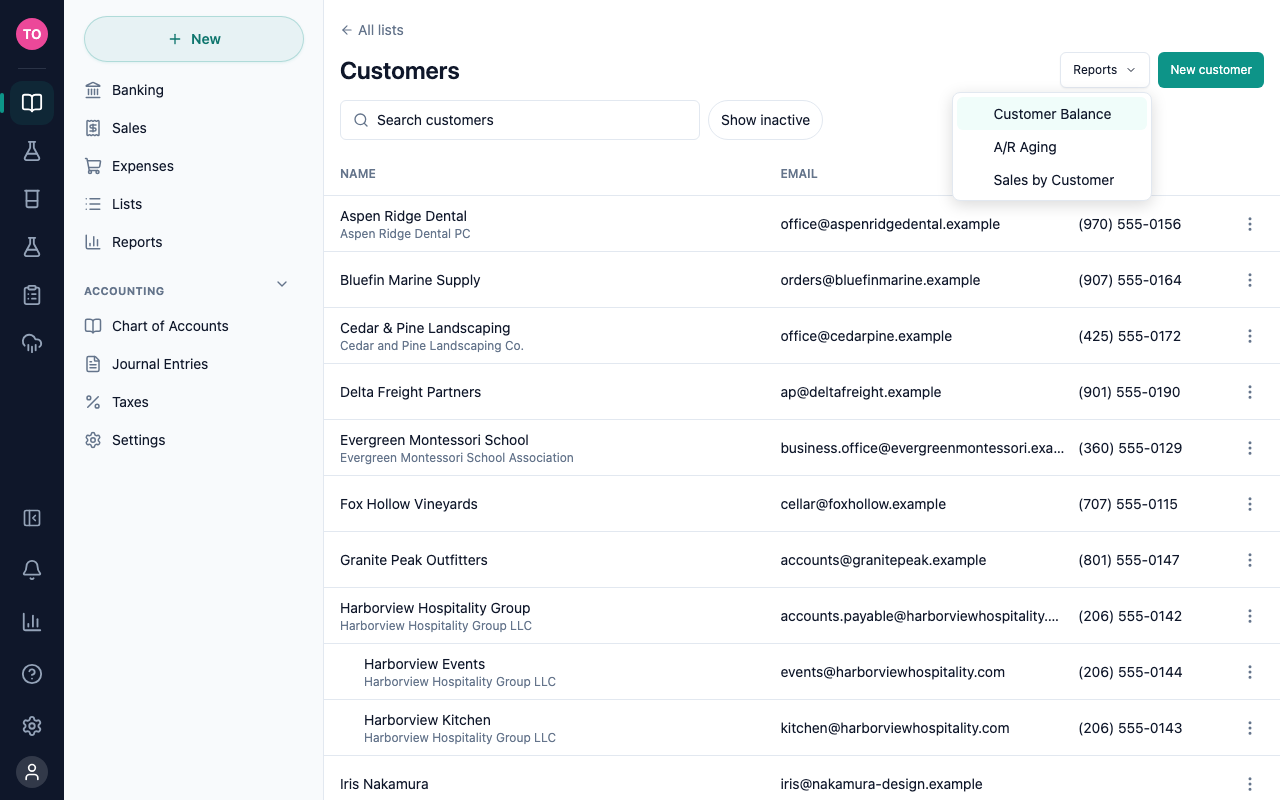 TO
New
Banking
Sales
Expenses
Lists
Reports
ACCOUNTING
Chart of Accounts
Journal Entries
Taxes
Settings
All lists
Customers
Reports
New customer
Search customers
Show inactive
Customer Balance
A/R Aging
Sales by Customer
NAME EMAIL
Aspen Ridge Dental
Aspen Ridge Dental PC
office@aspenridgedental.example (970) 555-0156
Bluefin Marine Supply orders@bluefinmarine.example (907) 555-0164
Cedar & Pine Landscaping
Cedar and Pine Landscaping Co.
office@cedarpine.example (425) 555-0172
Delta Freight Partners ap@deltafreight.example (901) 555-0190
Evergreen Montessori School
Evergreen Montessori School Association
business.office@evergreenmontessori.exa... (360) 555-0129
Fox Hollow Vineyards cellar@foxhollow.example (707) 555-0115
Granite Peak Outfitters accounts@granitepeak.example (801) 555-0147
Harborview Hospitality Group
Harborview Hospitality Group LLC
accounts.payable@harborviewhospitality.... (206) 555-0142
Harborview Events
Harborview Hospitality Group LLC
events@harborviewhospitality.com (206) 555-0144
Harborview Kitchen
Harborview Hospitality Group LLC
kitchen@harborviewhospitality.com (206) 555-0143
Iris Nakamura iris@nakamura-design.example